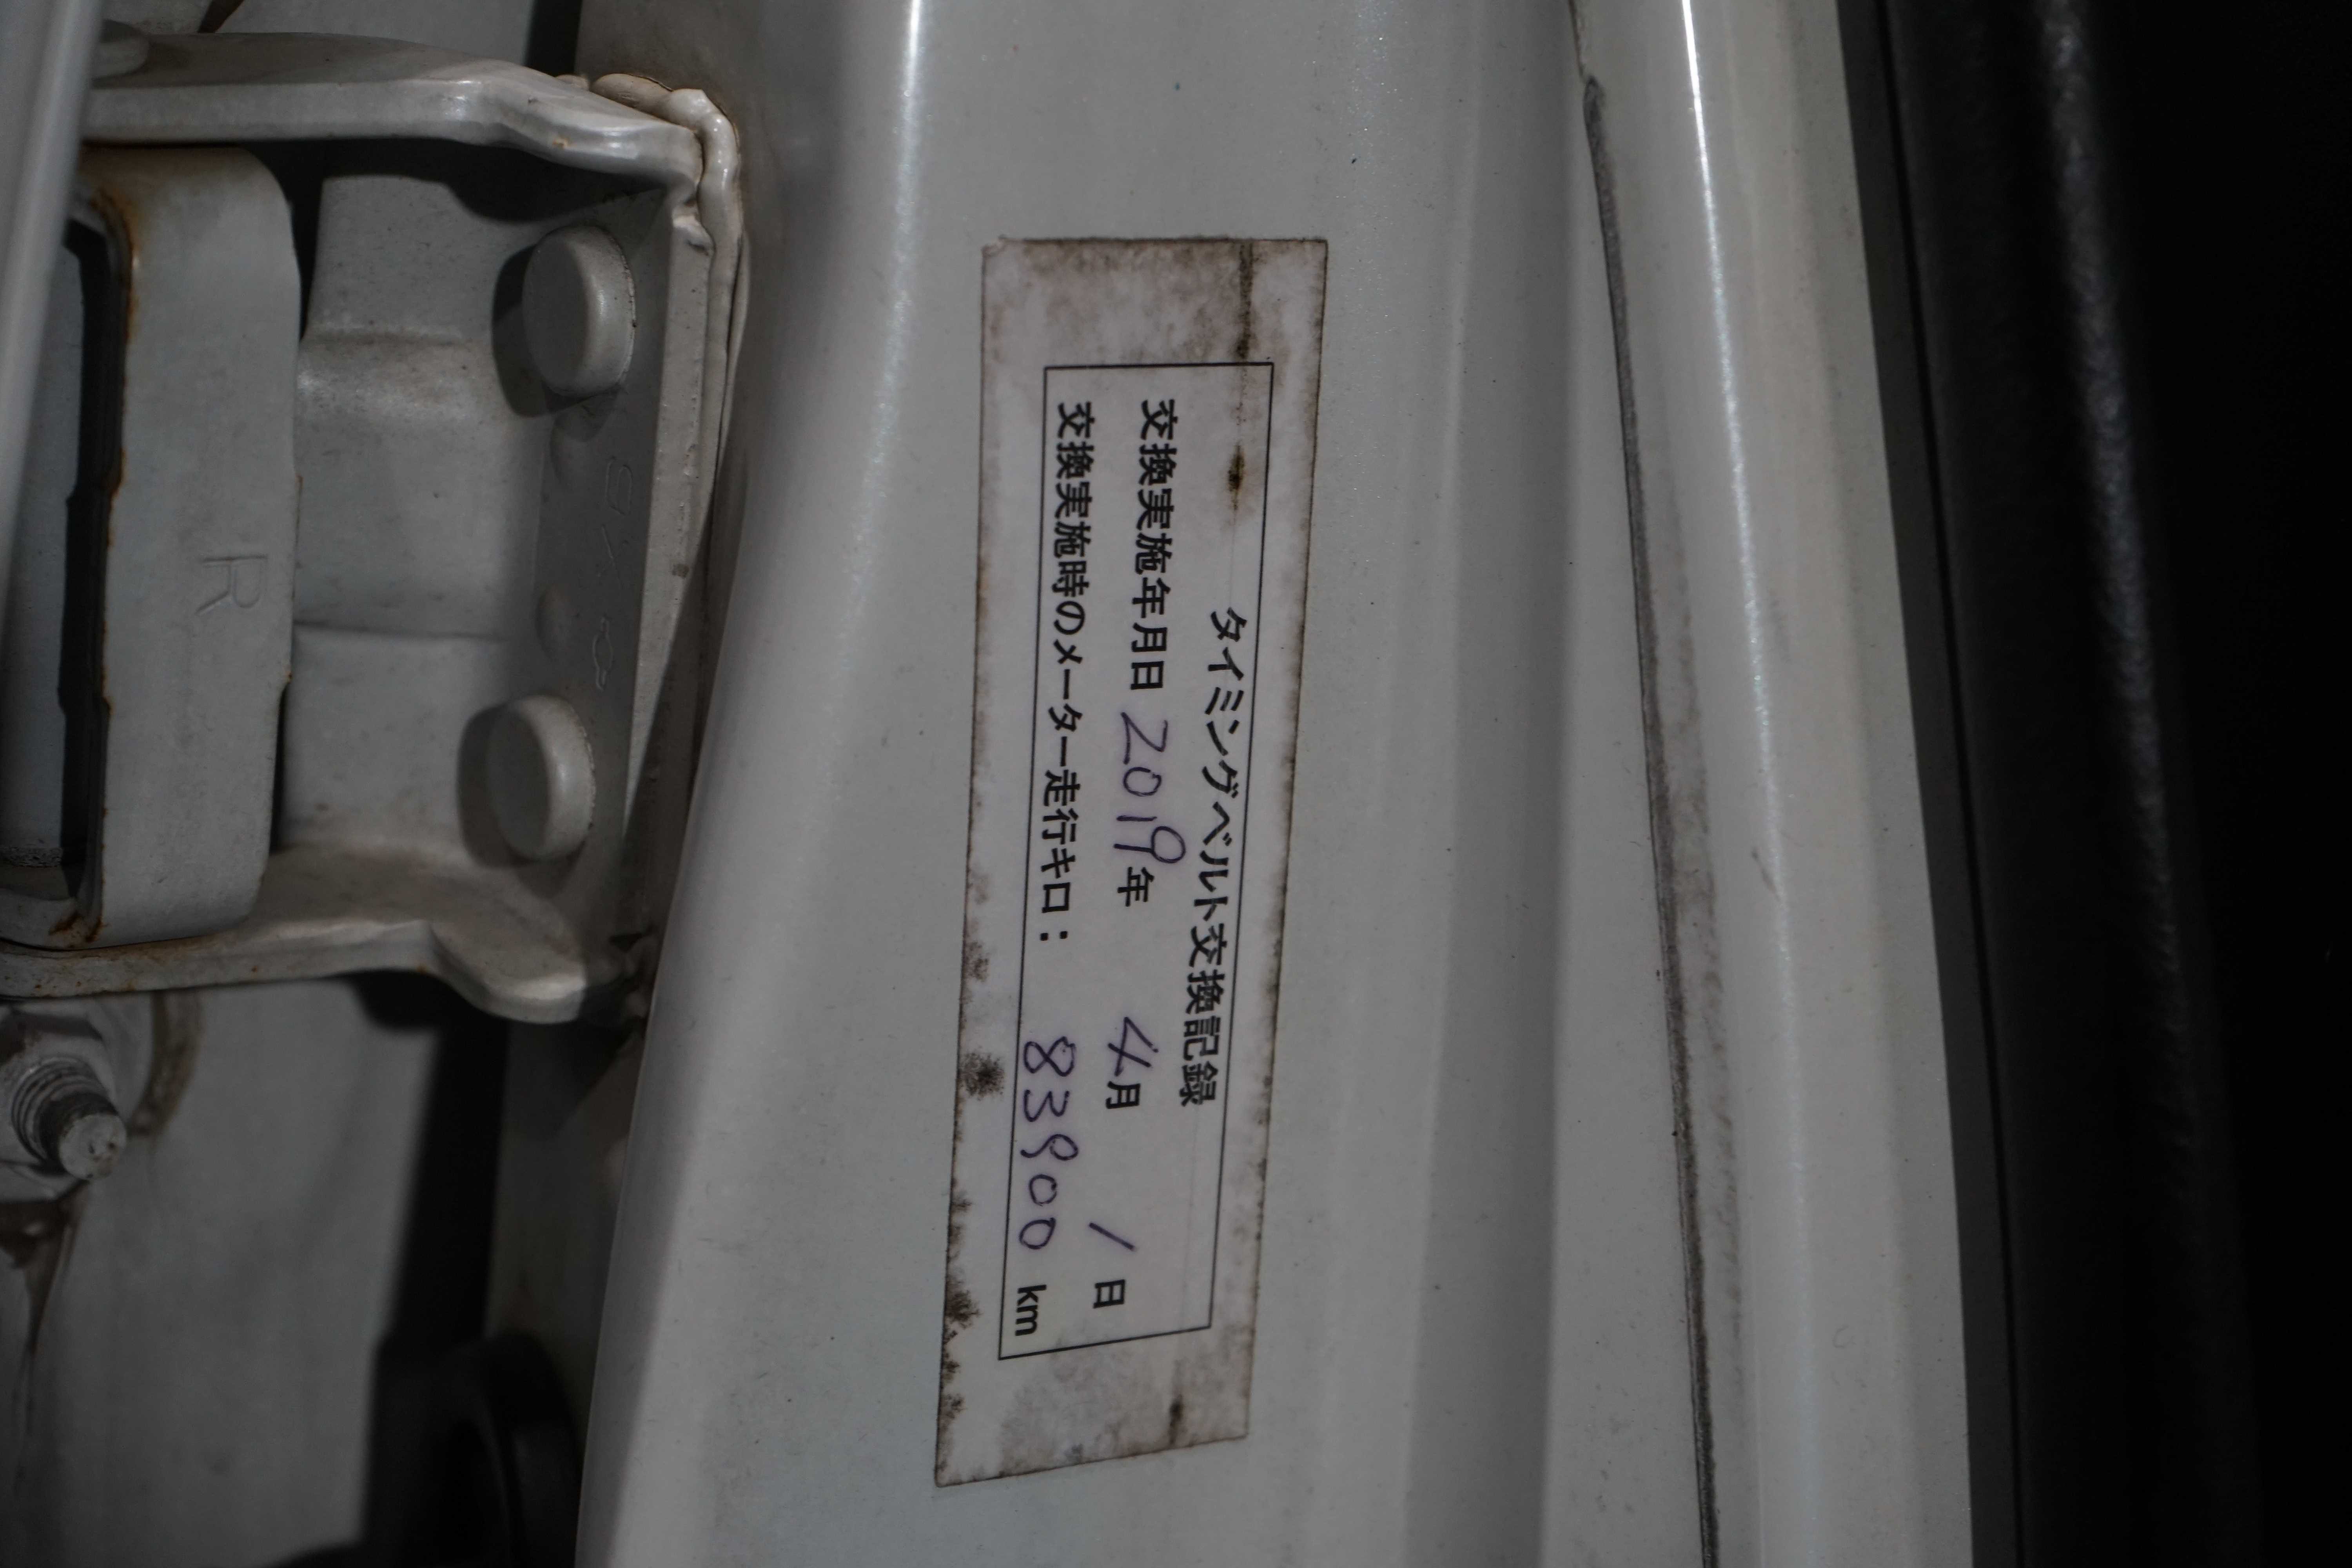 タイミングベルト交換記録
交換実施年月日 2019年 4月 1日
交換実施時のメーター走行キロ： 83900 km
R